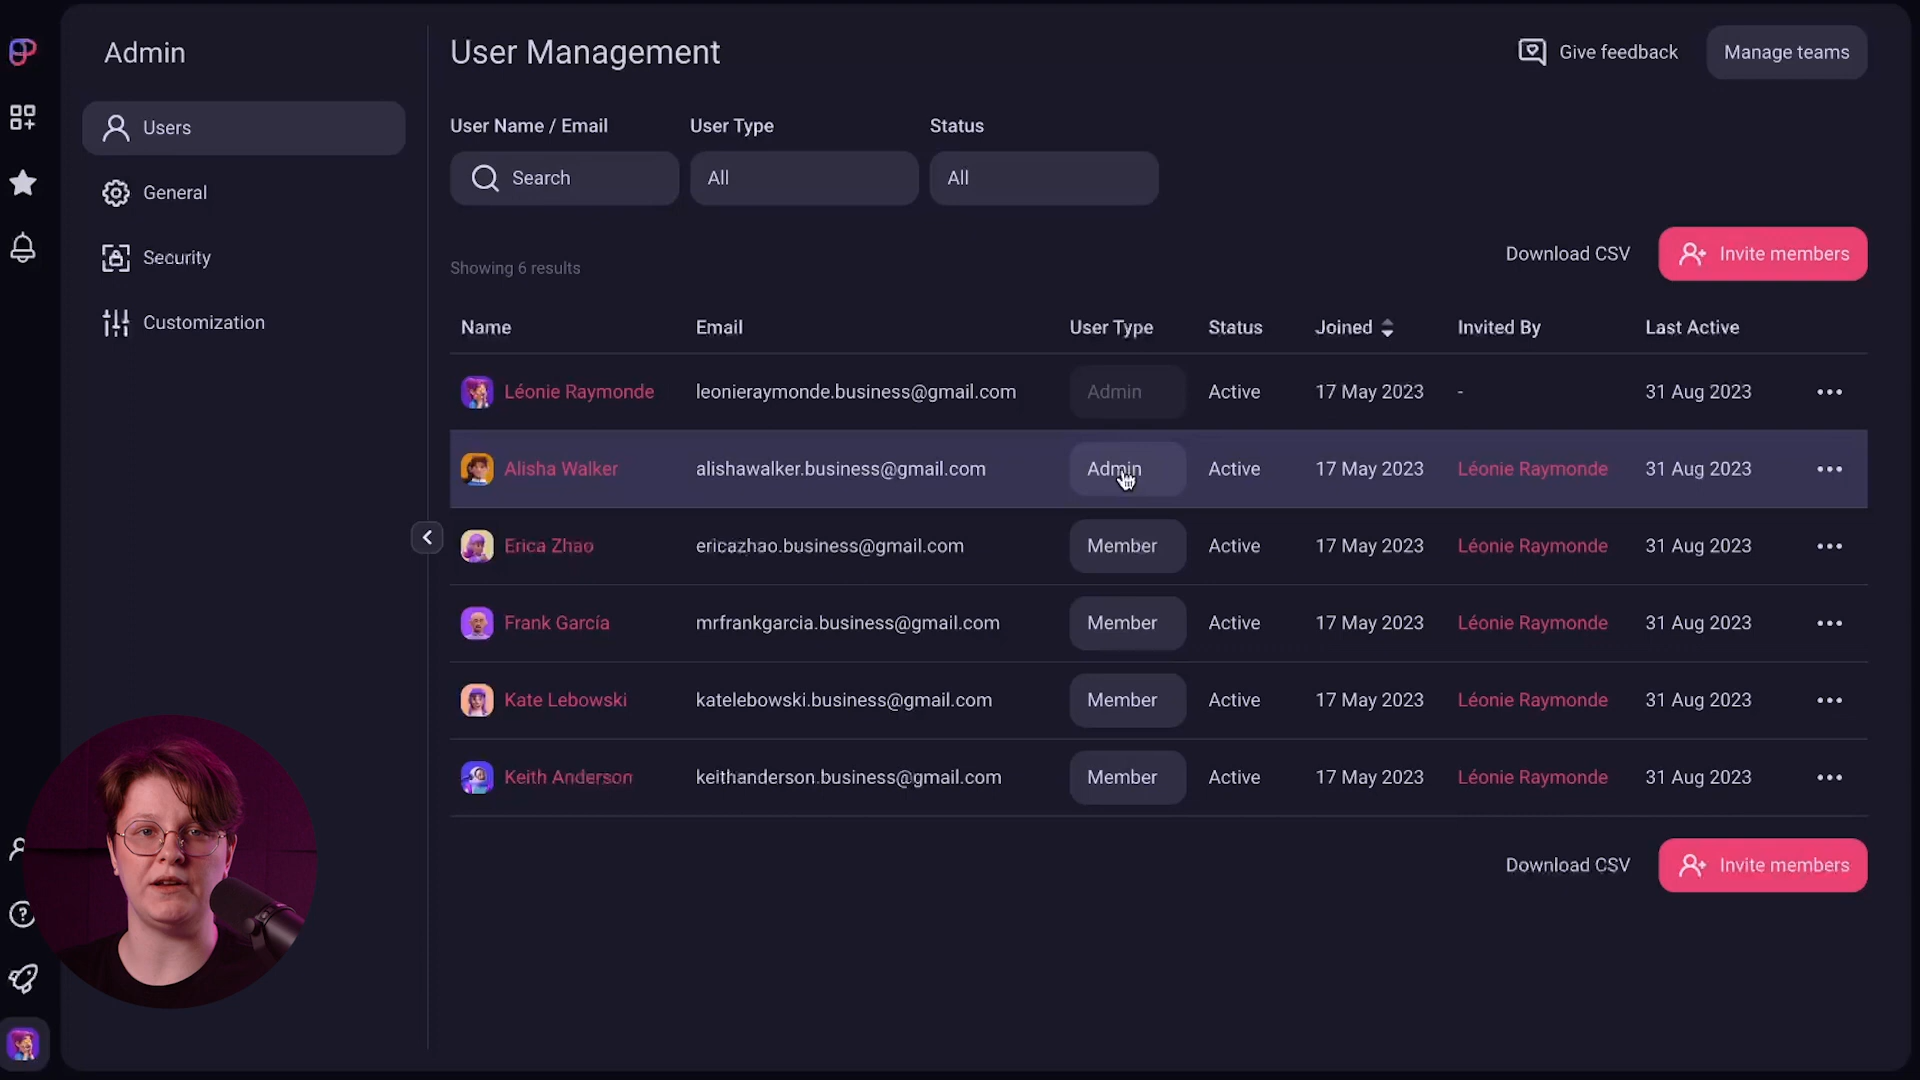 Admin
Users
General
Security
Customization
User Management
Give feedback
Manage teams
User Name / Email
User Type
Status
Search
All
All
Showing 6 results
Download CSV
Invite members
Name Email User Type Status Joined Invited By Last Active
Léonie Raymonde leonieraymonde.business@gmail.com Admin Active 17 May 2023 - 31 Aug 2023
Alisha Walker alishawalker.business@gmail.com Admin Active 17 May 2023 Léonie Raymonde 31 Aug 2023
Erica Zhao ericazhao.business@gmail.com Member Active 17 May 2023 Léonie Raymonde 31 Aug 2023
Frank García mrfrankgarcia.business@gmail.com Member Active 17 May 2023 Léonie Raymonde 31 Aug 2023
Kate Lebowski katelebowski.business@gmail.com Member Active 17 May 2023 Léonie Raymonde 31 Aug 2023
Keith Anderson keithanderson.business@gmail.com Member Active 17 May 2023 Léonie Raymonde 31 Aug 2023
Download CSV
Invite members